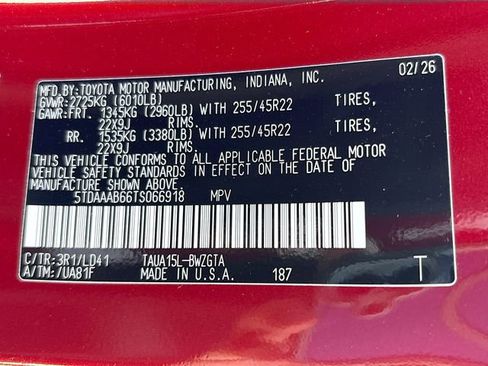 MFD.BY:TOYOTA MOTOR MANUFACTURING, INDIANA, INC. 02/26
GVWR:2725KG (6010LB)
GAWR:FRT. 1345KG (2960LB) WITH 255/45R22 TIRES,
22X9J RIMS.
RR. 1535KG (3380LB) WITH 255/45R22 TIRES,
22X9J RIMS.
THIS VEHICLE CONFORMS TO ALL APPLICABLE FEDERAL MOTOR
VEHICLE SAFETY STANDARDS IN EFFECT ON THE DATE OF
MANUFACTURE SHOWN ABOVE.
5TDAAAB66TS066918 MPV
C/TR:3R1/LD41 TAUA15L-BWZGTA
A/TM:/UA81F MADE IN U.S.A. 187 T